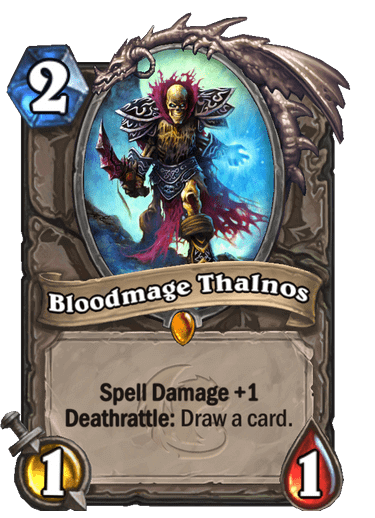 2
Bloodmage Thalnos
Spell Damage +1
Deathrattle: Draw a card.
1
1